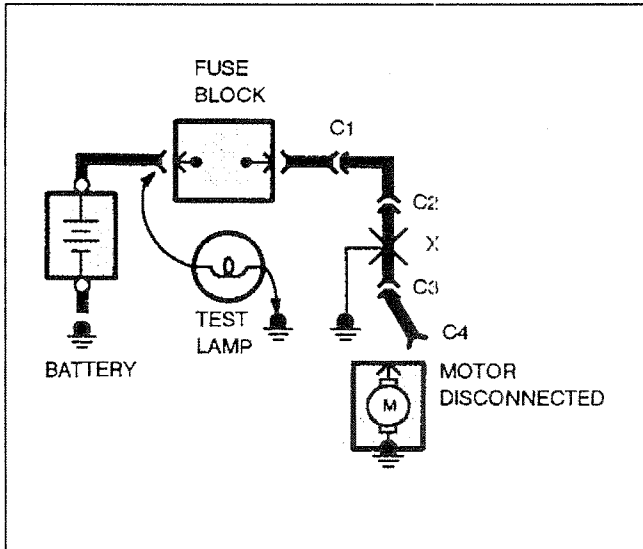 FUSE
BLOCK
C1
C2
X
C3
C4
TEST
LAMP
BATTERY
MOTOR
DISCONNECTED
M